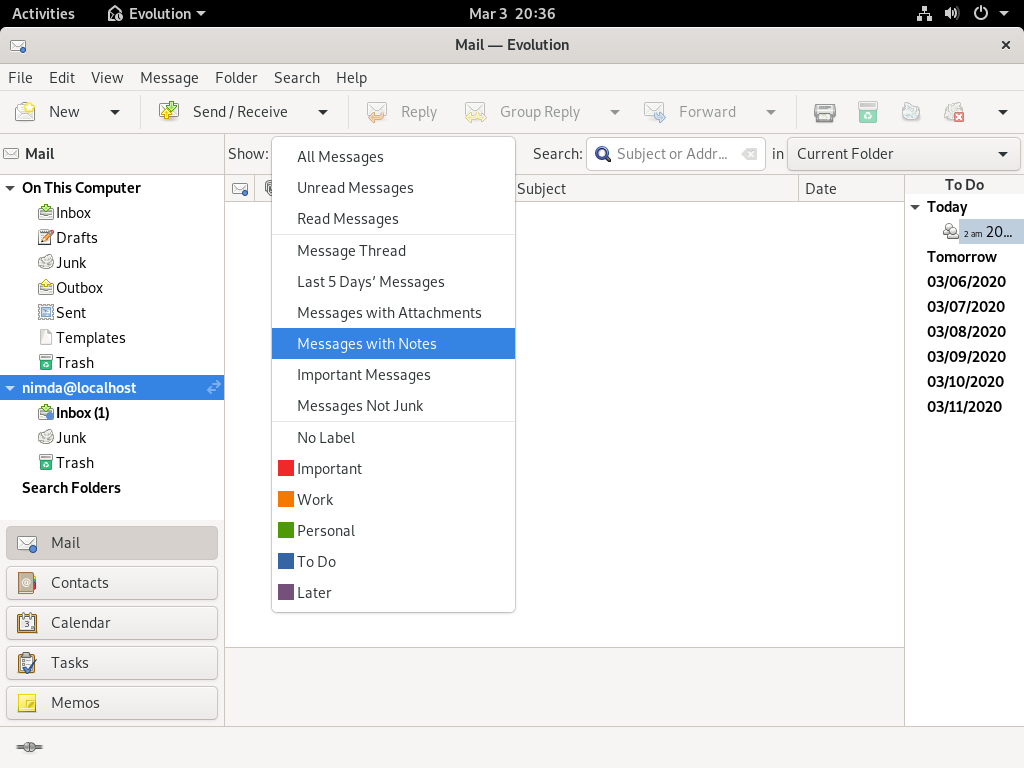 Activities Evolution Mar 3 20:36
Mail — Evolution
File Edit View Message Folder Search Help
New Send / Receive Reply Group Reply Forward
Mail
Show:
Search: Subject or Addr... in Current Folder
On This Computer
Inbox
Drafts
Junk
Outbox
Sent
Templates
Trash
nimda@localhost
Inbox (1)
Junk
Trash
Search Folders
Mail
Contacts
Calendar
3
Tasks
Memos
All Messages
Unread Messages
Read Messages
Message Thread
Last 5 Days’ Messages
Messages with Attachments
Messages with Notes
Important Messages
Messages Not Junk
No Label
Important
Work
Personal
To Do
Later
Subject Date
To Do
Today
2 am 20...
Tomorrow
03/06/2020
03/07/2020
03/08/2020
03/09/2020
03/10/2020
03/11/2020